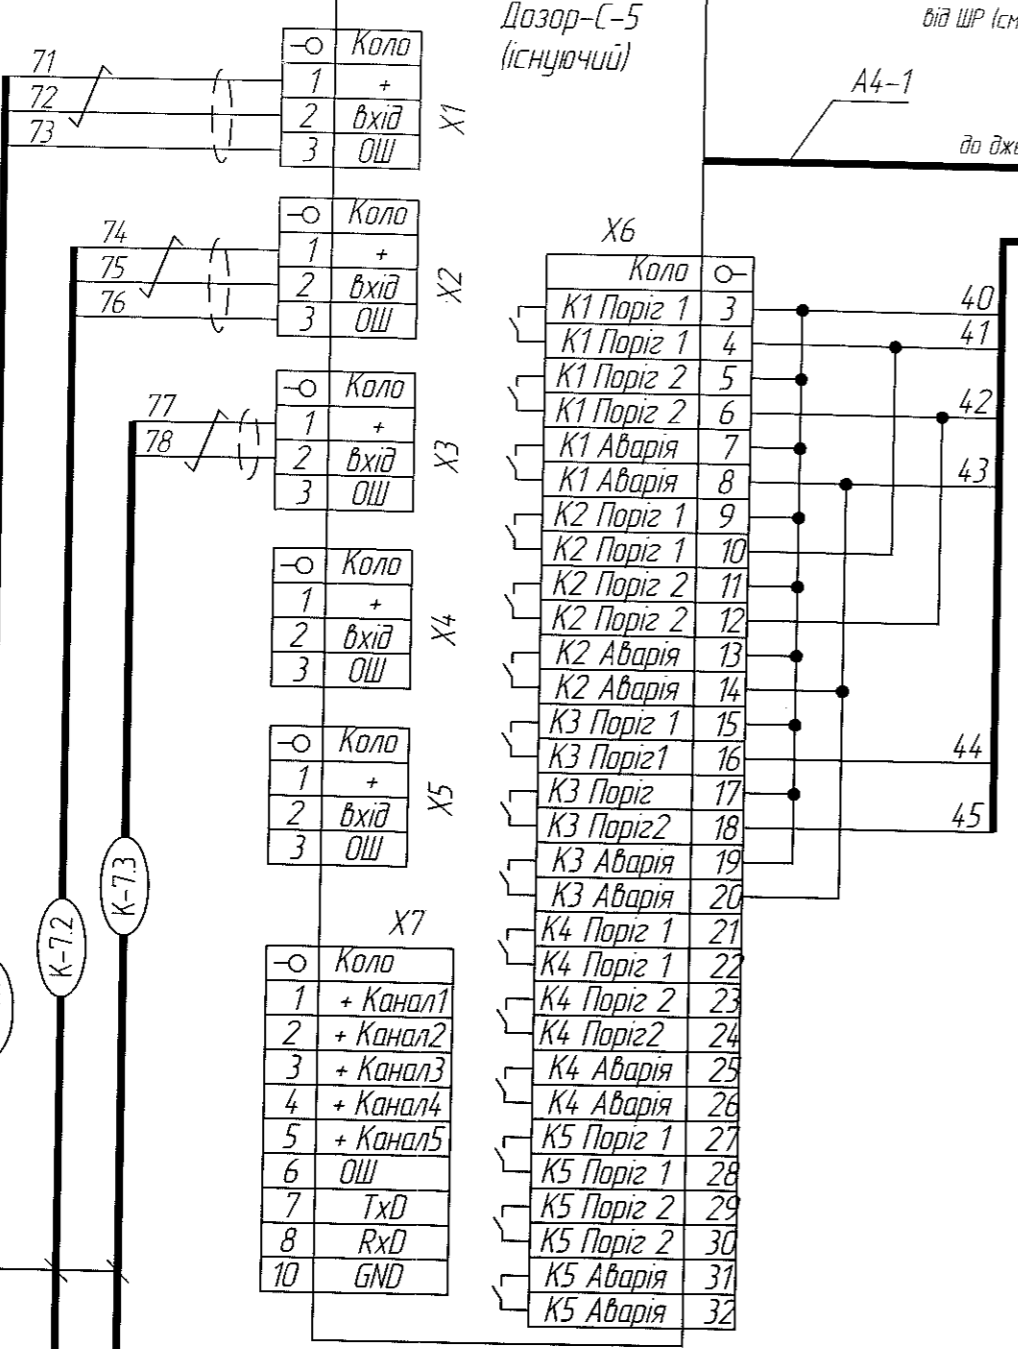 Дозор-С-5
(існуючий)
від ШР (см
А4-1
до дже
71
72
73
Коло
1 +
2 вхід
3 ОШ
X1
74
75
76
Коло
1 +
2 вхід
3 ОШ
X2
77
78
Коло
1 +
2 вхід
3 ОШ
X3
Коло
1 +
2 вхід
3 ОШ
X4
Коло
1 +
2 вхід
3 ОШ
X5
К-7.2
К-7.3
X7
Коло
1 + Канал1
2 + Канал2
3 + Канал3
4 + Канал4
5 + Канал5
6 ОШ
7 TxD
8 RxD
10 GND
X6
Коло
К1 Поріг 1 3
К1 Поріг 1 4
К1 Поріг 2 5
К1 Поріг 2 6
К1 Аварія 7
К1 Аварія 8
К2 Поріг 1 9
К2 Поріг 1 10
К2 Поріг 2 11
К2 Поріг 2 12
К2 Аварія 13
К2 Аварія 14
К3 Поріг 1 15
К3 Поріг1 16
К3 Поріг 17
К3 Поріг2 18
К3 Аварія 19
К3 Аварія 20
К4 Поріг 1 21
К4 Поріг 1 22
К4 Поріг 2 23
К4 Поріг2 24
К4 Аварія 25
К4 Аварія 26
К5 Поріг 1 27
К5 Поріг 1 28
К5 Поріг 2 29
К5 Поріг 2 30
К5 Аварія 31
К5 Аварія 32
40
41
42
43
44
45